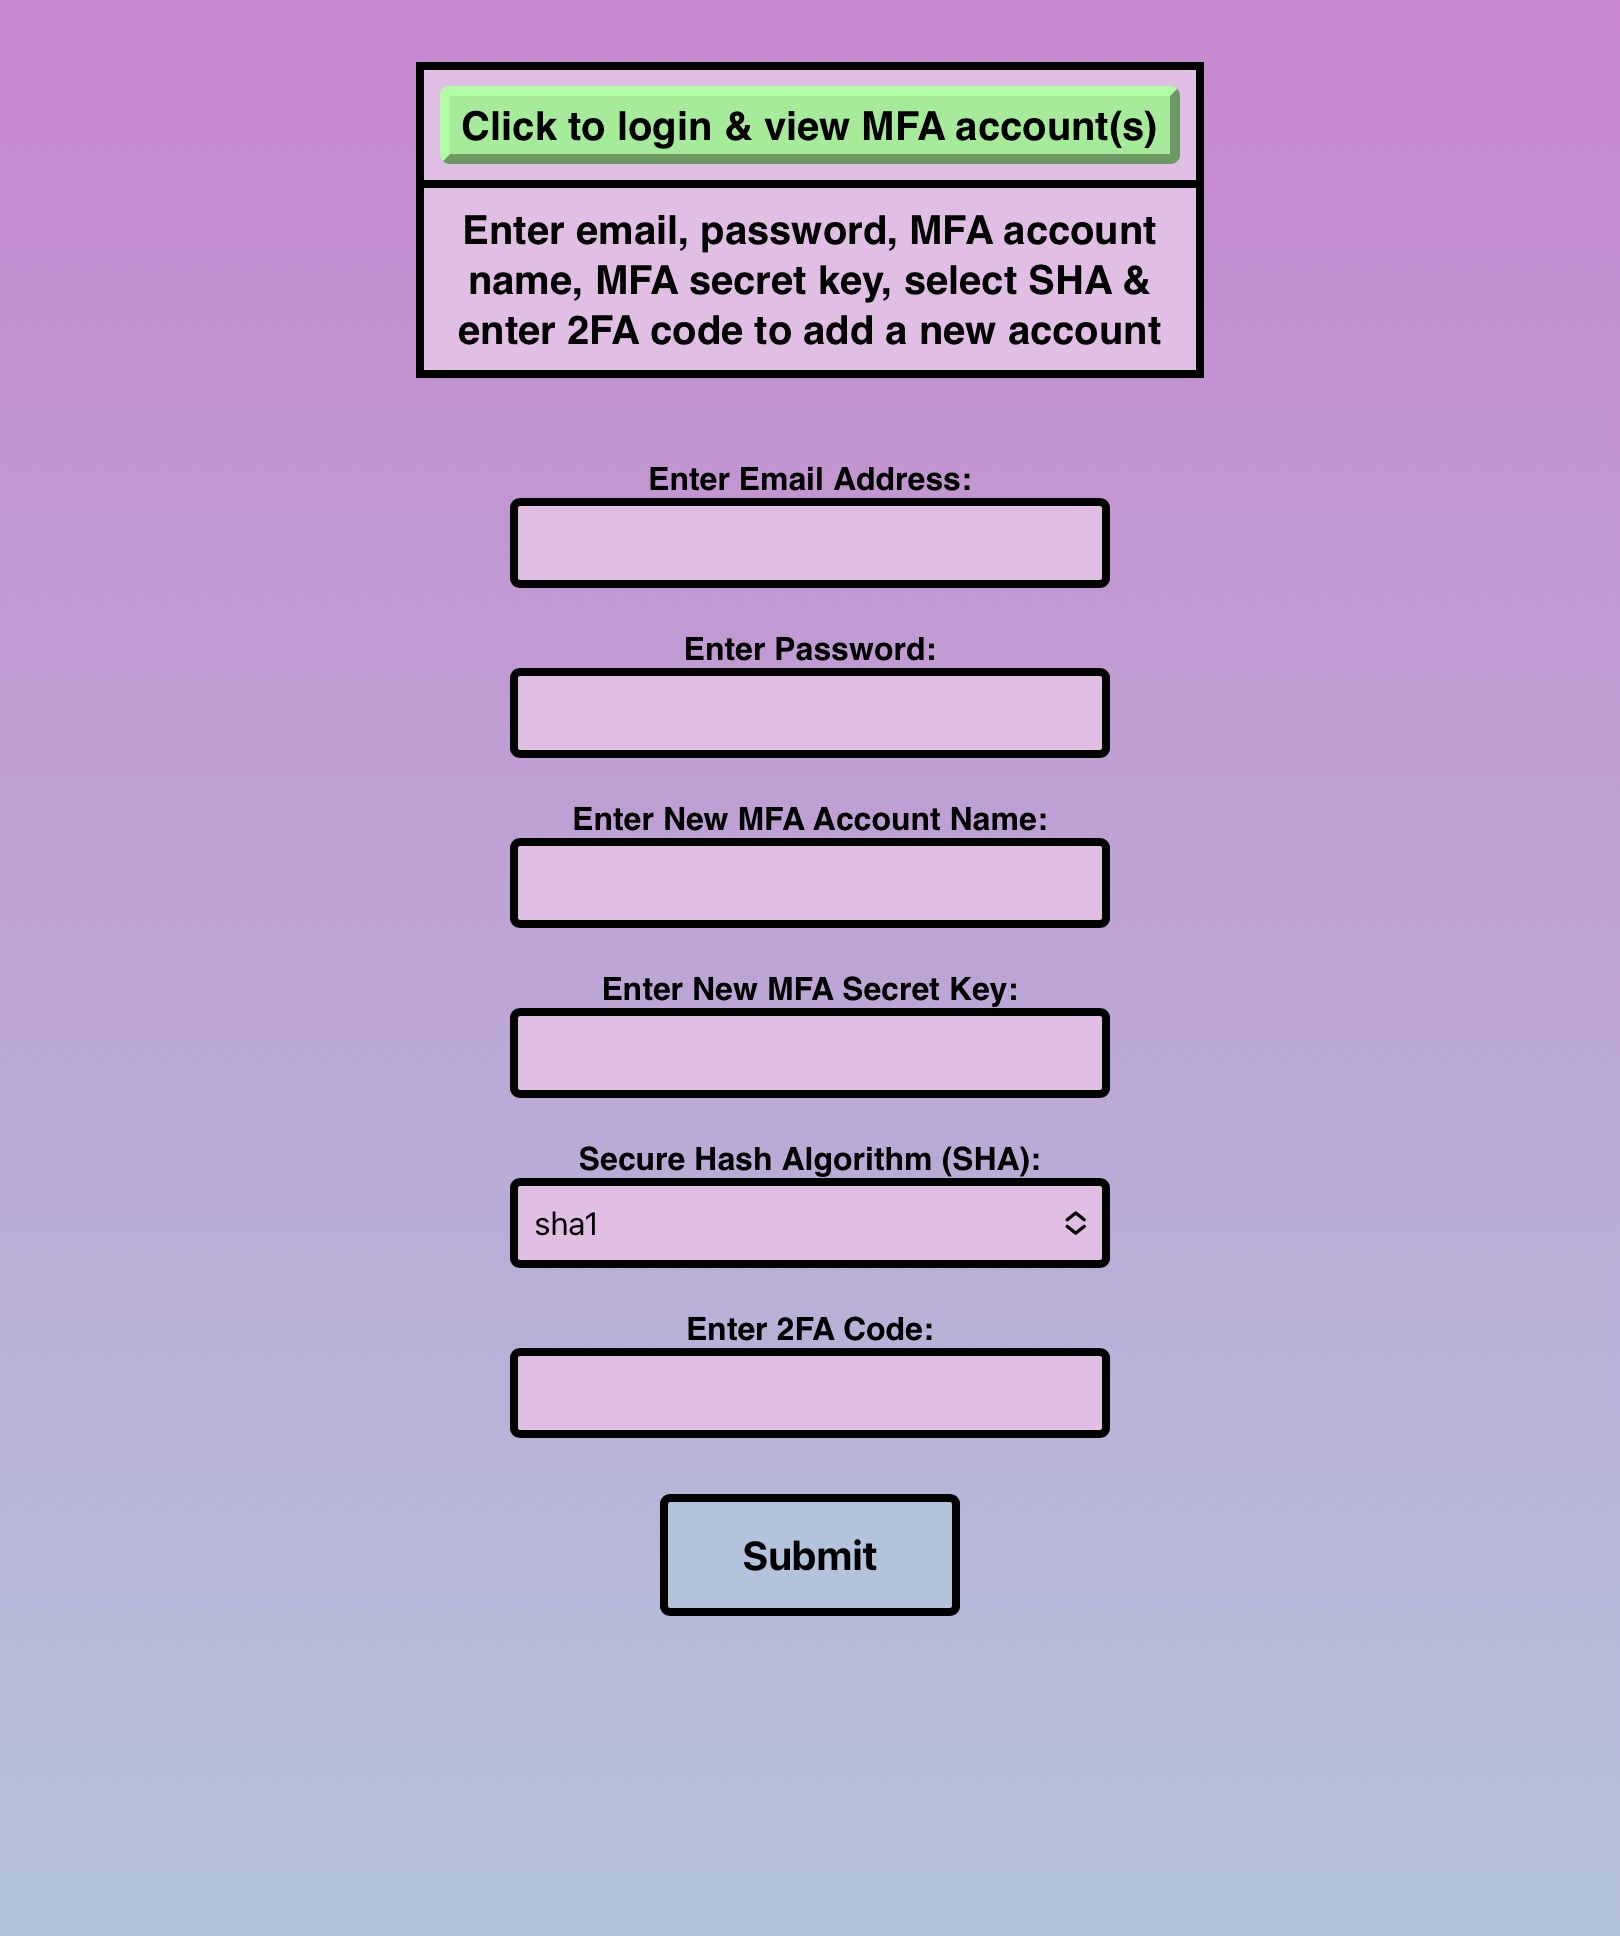 Click to login & view MFA account(s)
Enter email, password, MFA account
name, MFA secret key, select SHA &
enter 2FA code to add a new account
Enter Email Address:
Enter Password:
Enter New MFA Account Name:
Enter New MFA Secret Key:
Secure Hash Algorithm (SHA):
sha1
Enter 2FA Code:
Submit